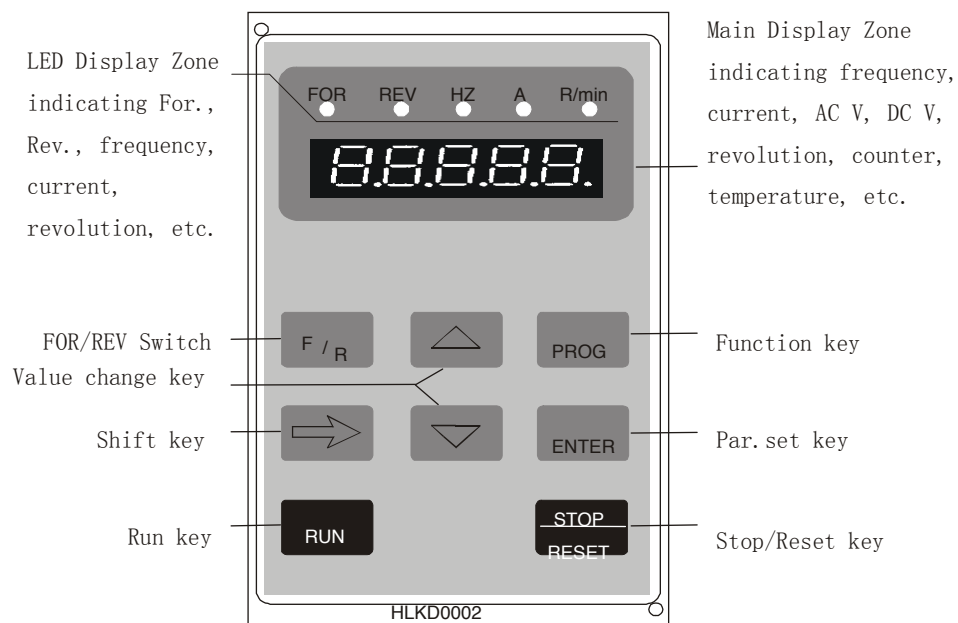 LED Display Zone
indicating For.,
Rev., frequency,
current,
revolution, etc.
Main Display Zone
indicating frequency,
current, AC V, DC V,
revolution, counter,
temperature, etc.
FOR REV HZ A R/min
8.8.8.8.8.
FOR/REV Switch
F/R
PROG
Function key
Value change key
Shift key
ENTER
Par.set key
Run key
RUN
STOP
RESET
Stop/Reset key
HLKD0002